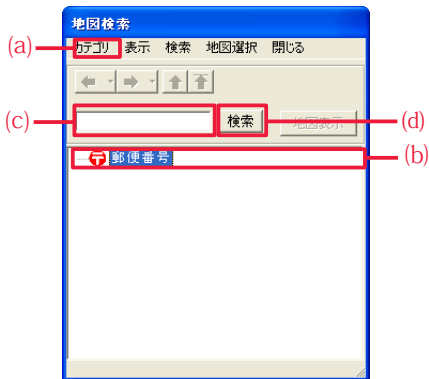 地図検索
カテゴリ 表示 検索 地図選択 閉じる
(a)
検索 地図表示
(c)
(d)
郵便番号
(b)